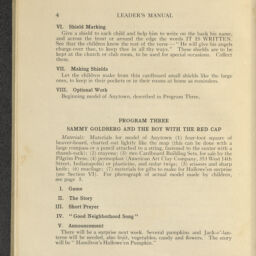 4 LEADER'S MANUAL
VI. Shield Marking
Give a shield to each child and help him to write on the back his name,
and across the front or around the edge the words IT IS WRITTEN.
See that the children know the rest of the verse—"He will give his angels
charge over thee, to keep thee in all thy ways." These shields are to be
kept at the church or club room, to be used for special occasions. Collect
them.
VII. Making Shields
Let the children make from thin cardboard small shields like the large
ones, to keep in their pockets or in their rooms at home as reminders.
VIII. Optional Work
Beginning model of Anytown, described in Program Three.
PROGRAM THREE
SAMMY GOLDBERG AND THE BOY WITH THE RED CAP
Materials: Materials for model of Anytown (1) four-foot square of
beaver-board, charted out lightly like the map (this can be done with a
large compass or a pencil attached to a string, fastened to the center with a
thumb-tack); (2) crayons; (3) two Cardboard Building Sets, for sale by the
Pilgrim Press; (4) permoplast (American Art Clay Company, 353 West 14th
Street, Indianapolis) or plasticine, and oxlar twigs; (5) scissors and sharp
knife; (6) mucilage; (7) materials for gifts to make for Hallowe'en surprise
(see Section V). For photograph of actual model made by children,
see page 5.
I. Game
II. The Story
III. Short Prayer
IV. "Good Neighborhood Song"
V. Announcement
There will be a surprise next week. Several pumpkins and Jack-o'-lan-
terns will be needed, also fruit, vegetables, candy and flowers. The story
will be "Hamilton's Hallowe'en Pumpkin."